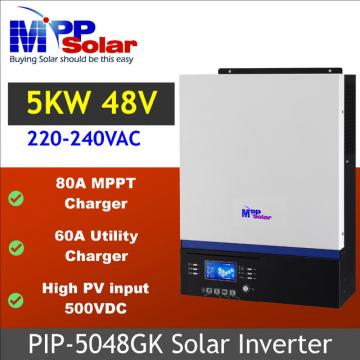 MPP
Solar
Buying Solar should be this easy
5KW 48V
220-240VAC
80A MPPT
Charger
60A Utility
Charger
High PV input
500VDC
MPP
Solar
PIP-5048GK Solar Inverter